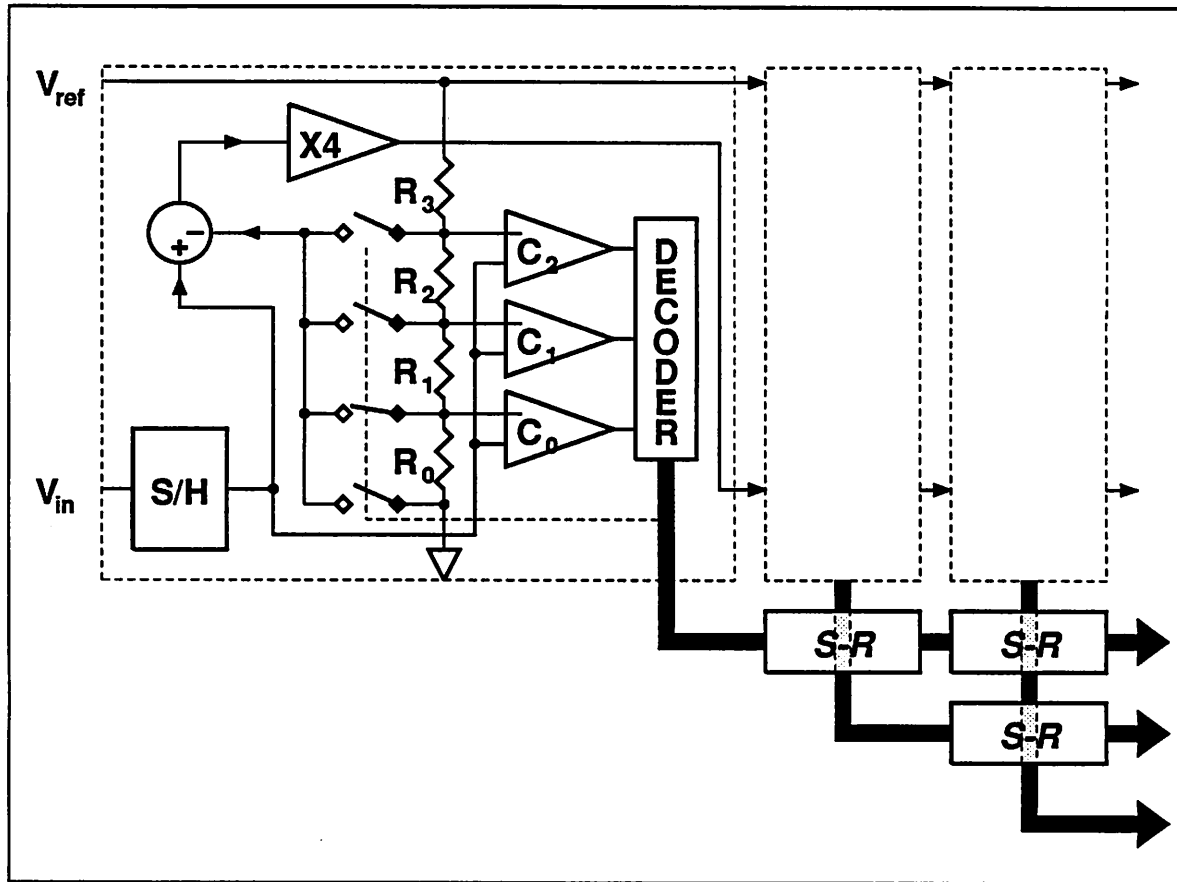 Vref
X4
R3
C2
DECODER
R2
C1
R1
C0
R0
Vin
S/H
+ -
S-R
S-R
S-R